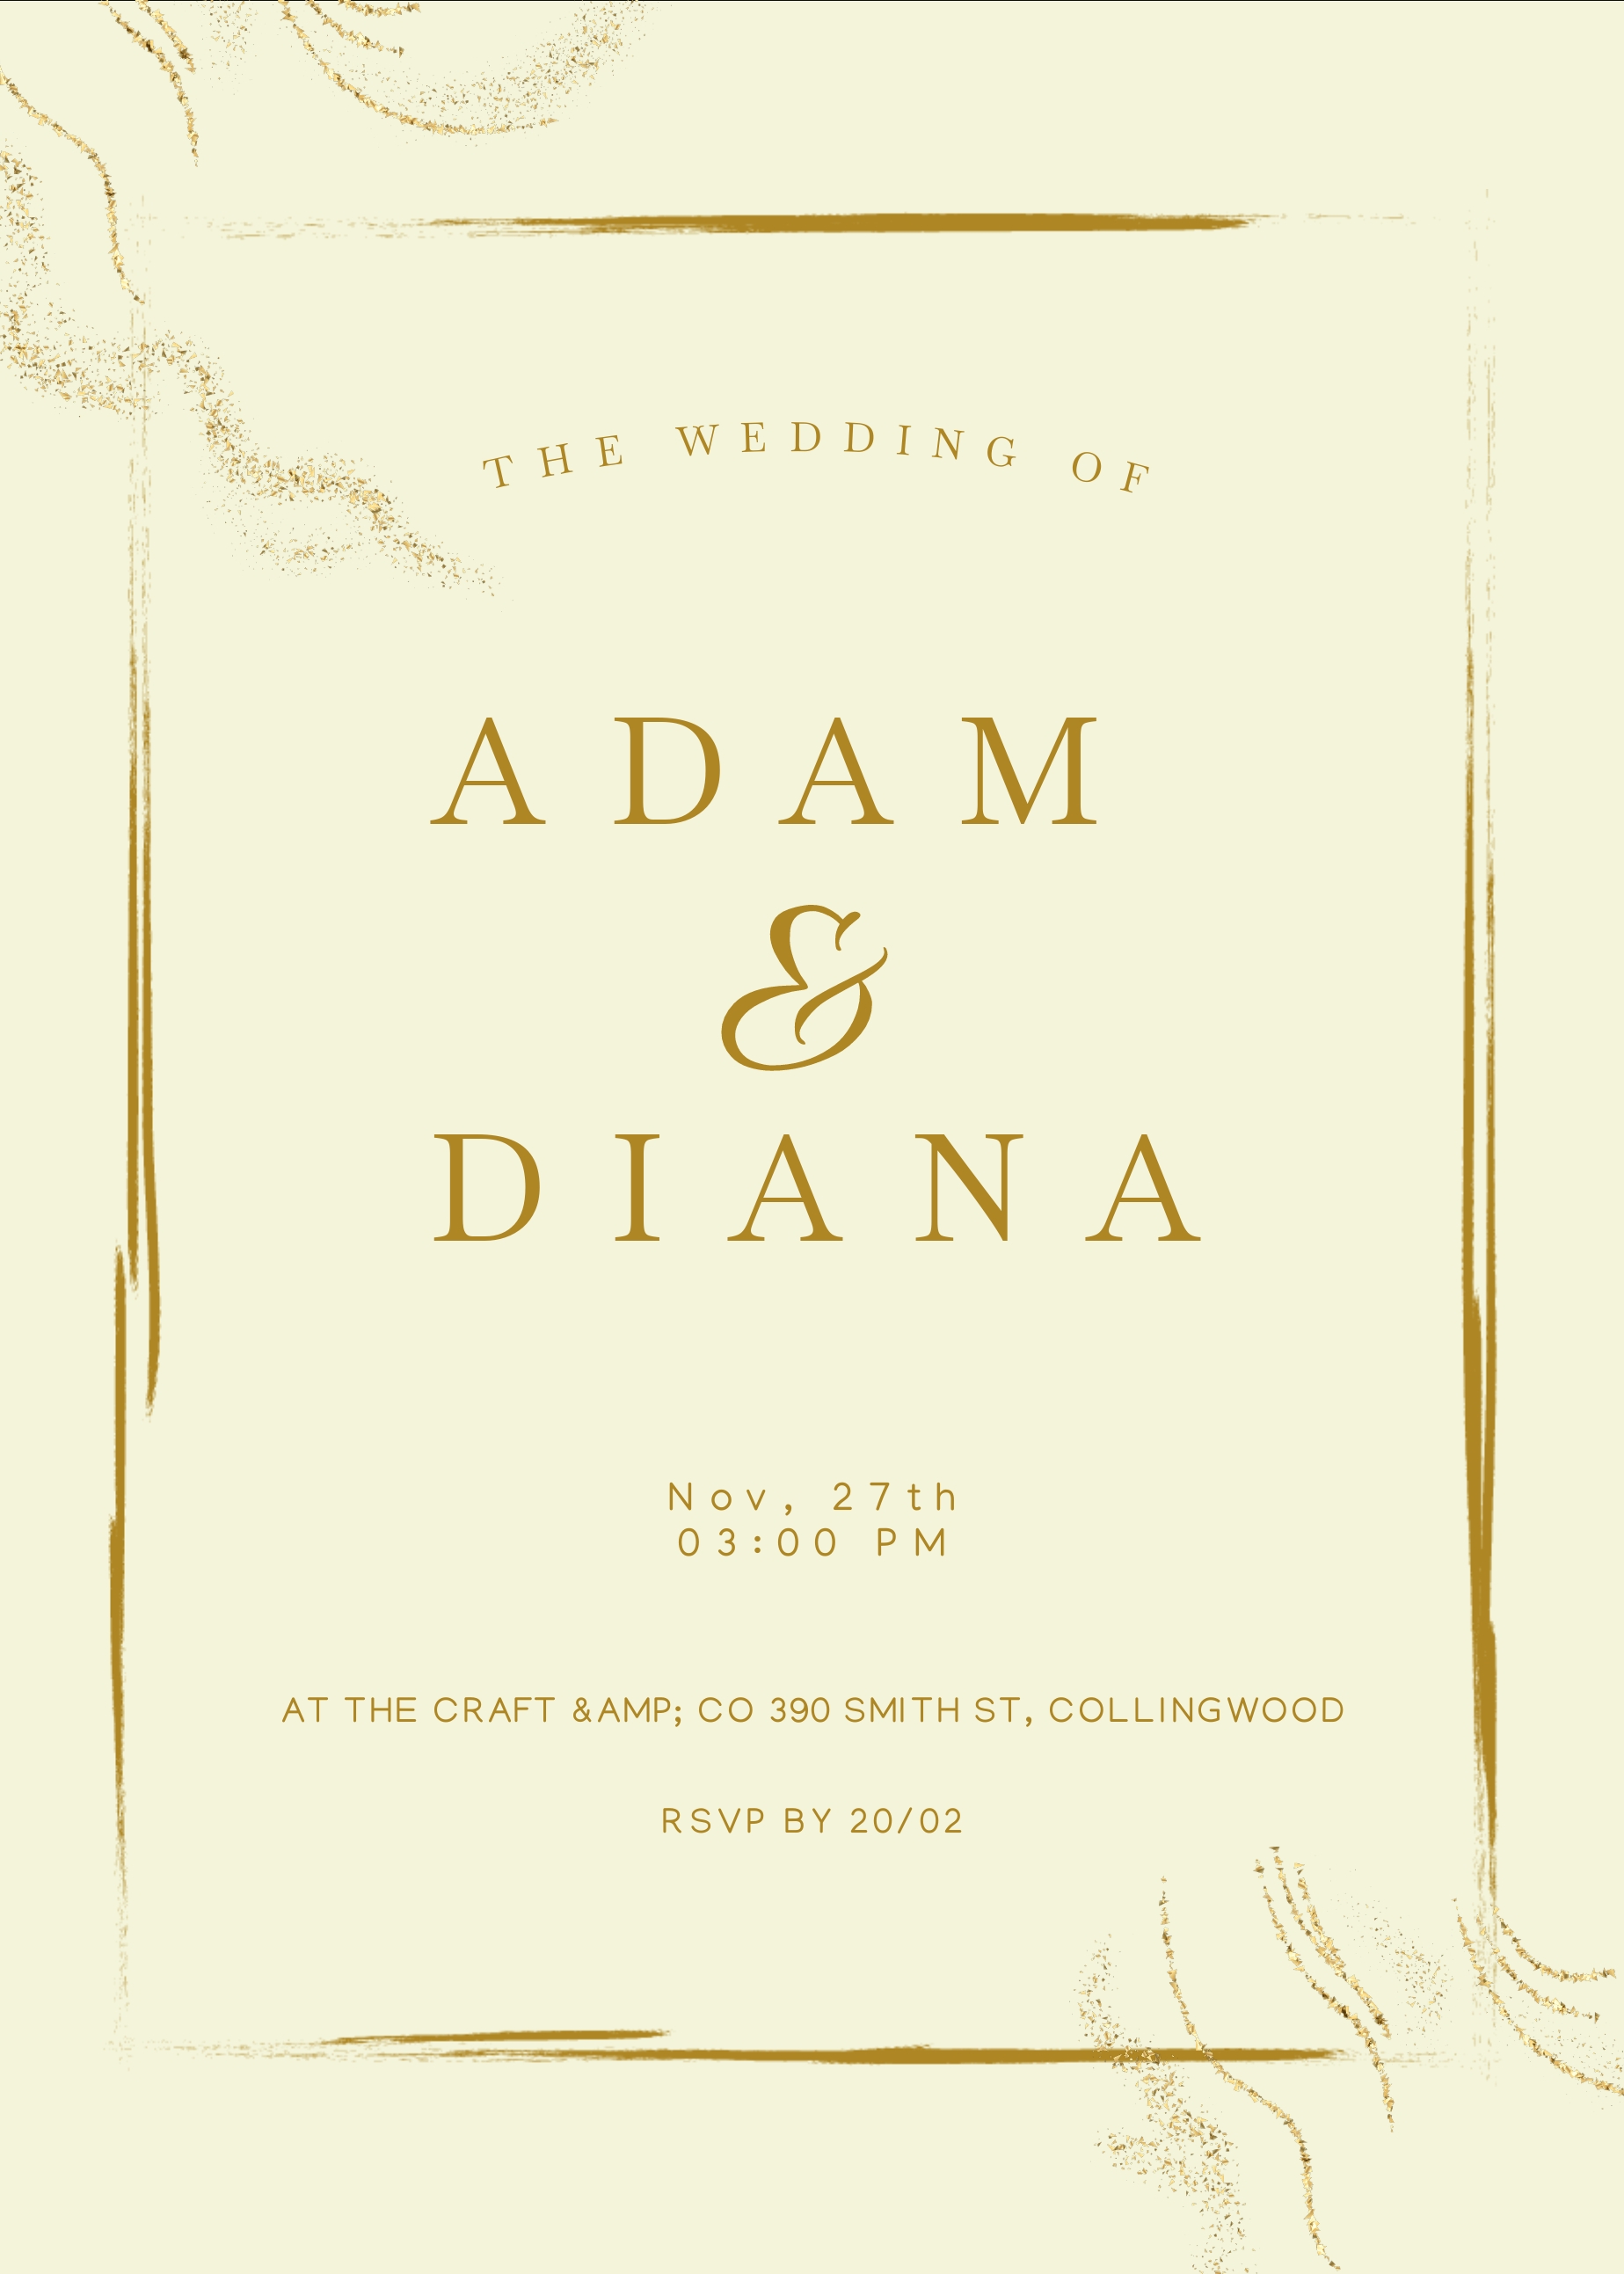 THE WEDDING OF
ADAM
&
DIANA
Nov, 27th
03:00 PM
AT THE CRAFT &AMP; CO 390 SMITH ST, COLLINGWOOD
RSVP BY 20/02